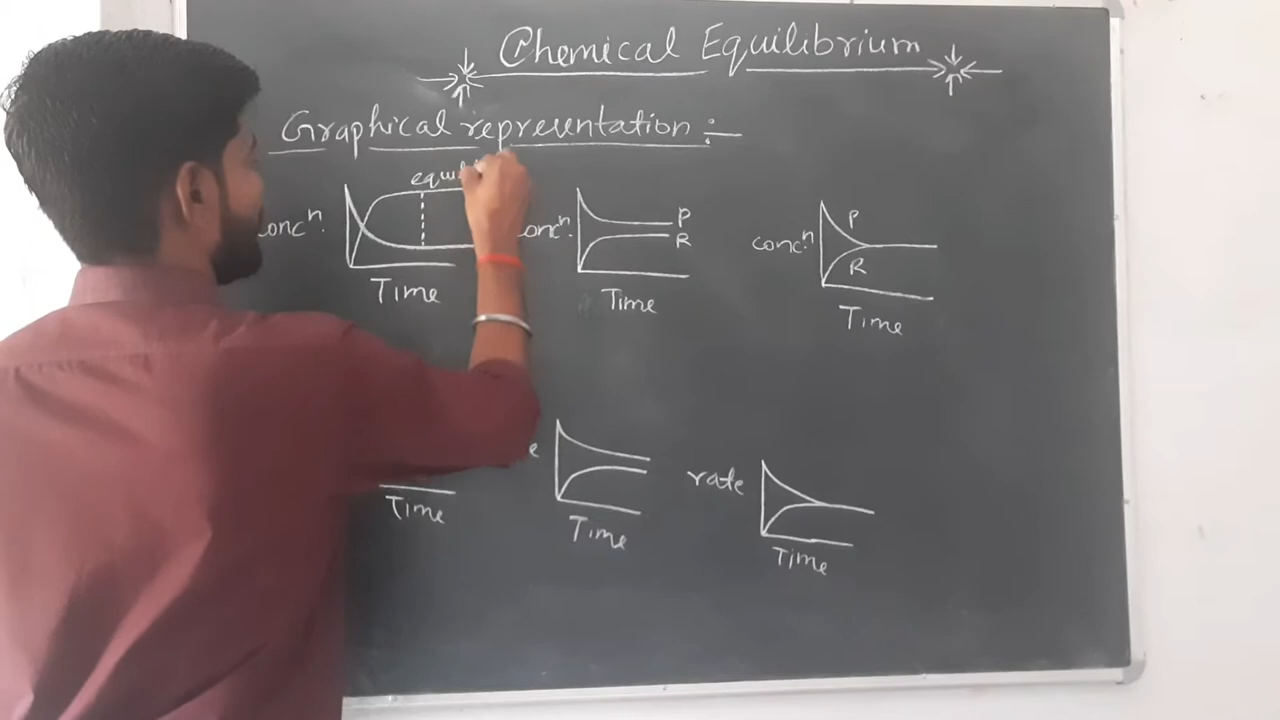 Chemical Equilibrium
Graphical representation :-
conc^n.
Time
conc^n.
P
R
Time
conc^n.
P
R
Time
Time
Time
rate
Time